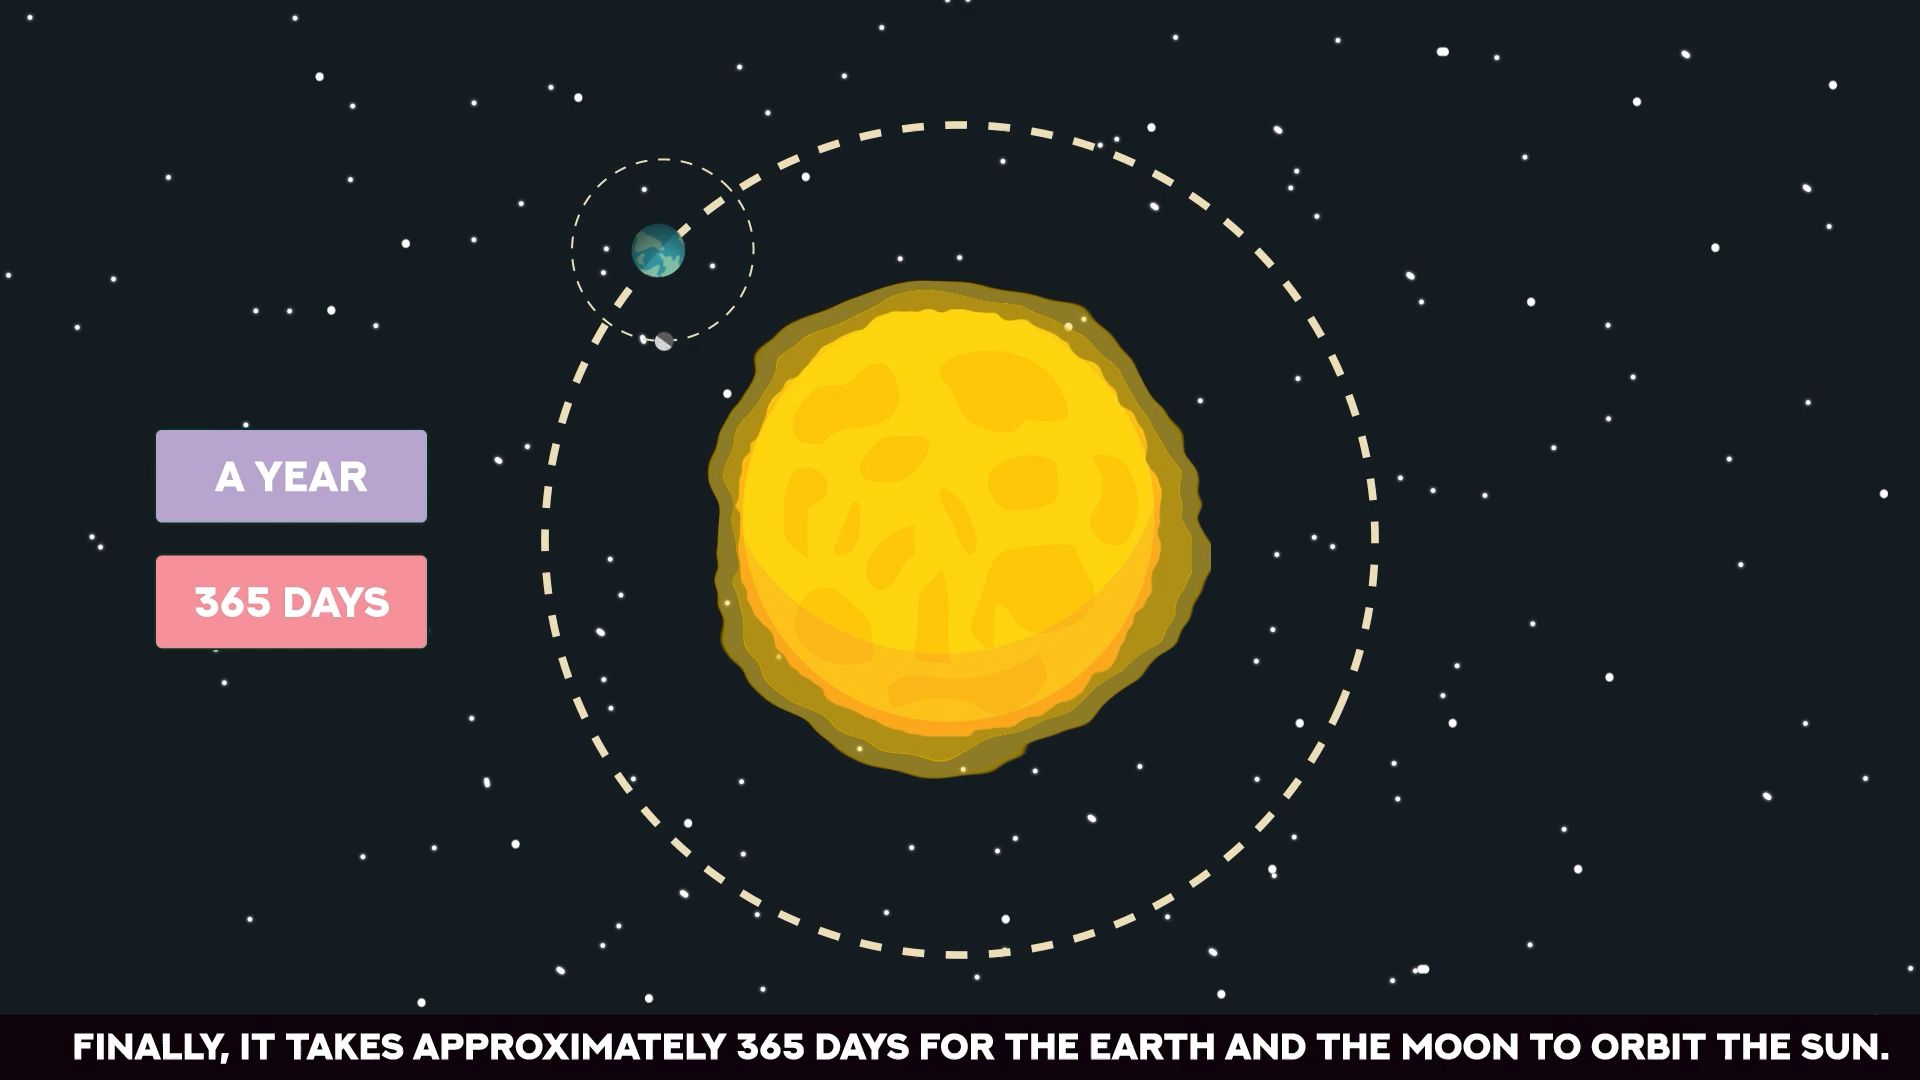 A YEAR
365 DAYS
FINALLY, IT TAKES APPROXIMATELY 365 DAYS FOR THE EARTH AND THE MOON TO ORBIT THE SUN.